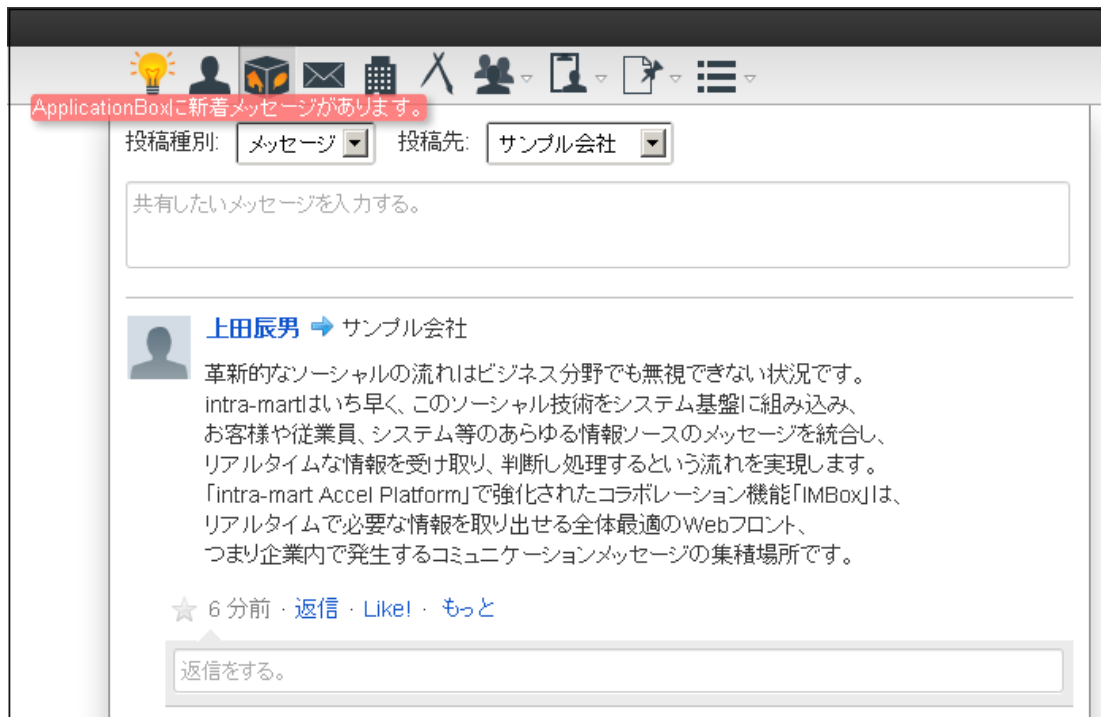 ApplicationBoxに新着メッセージがあります。
投稿種別: メッセージ 投稿先: サンプル会社
共有したいメッセージを入力する。
上田辰男 サンプル会社
革新的なソーシャルの流れはビジネス分野でも無視できない状況です。
intra-martはいち早く、このソーシャル技術をシステム基盤に組み込み、
お客様や従業員、システム等のあらゆる情報ソースのメッセージを統合し、
リアルタイムな情報を受け取り、判断し処理するという流れを実現します。
「intra-mart Accel Platform」で強化されたコラボレーション機能「IMBox」は、
リアルタイムで必要な情報を取り出せる全体最適のWebフロント、
つまり企業内で発生するコミュニケーションメッセージの集積場所です。
6 分前 · 返信 · Like! · もっと
返信をする。